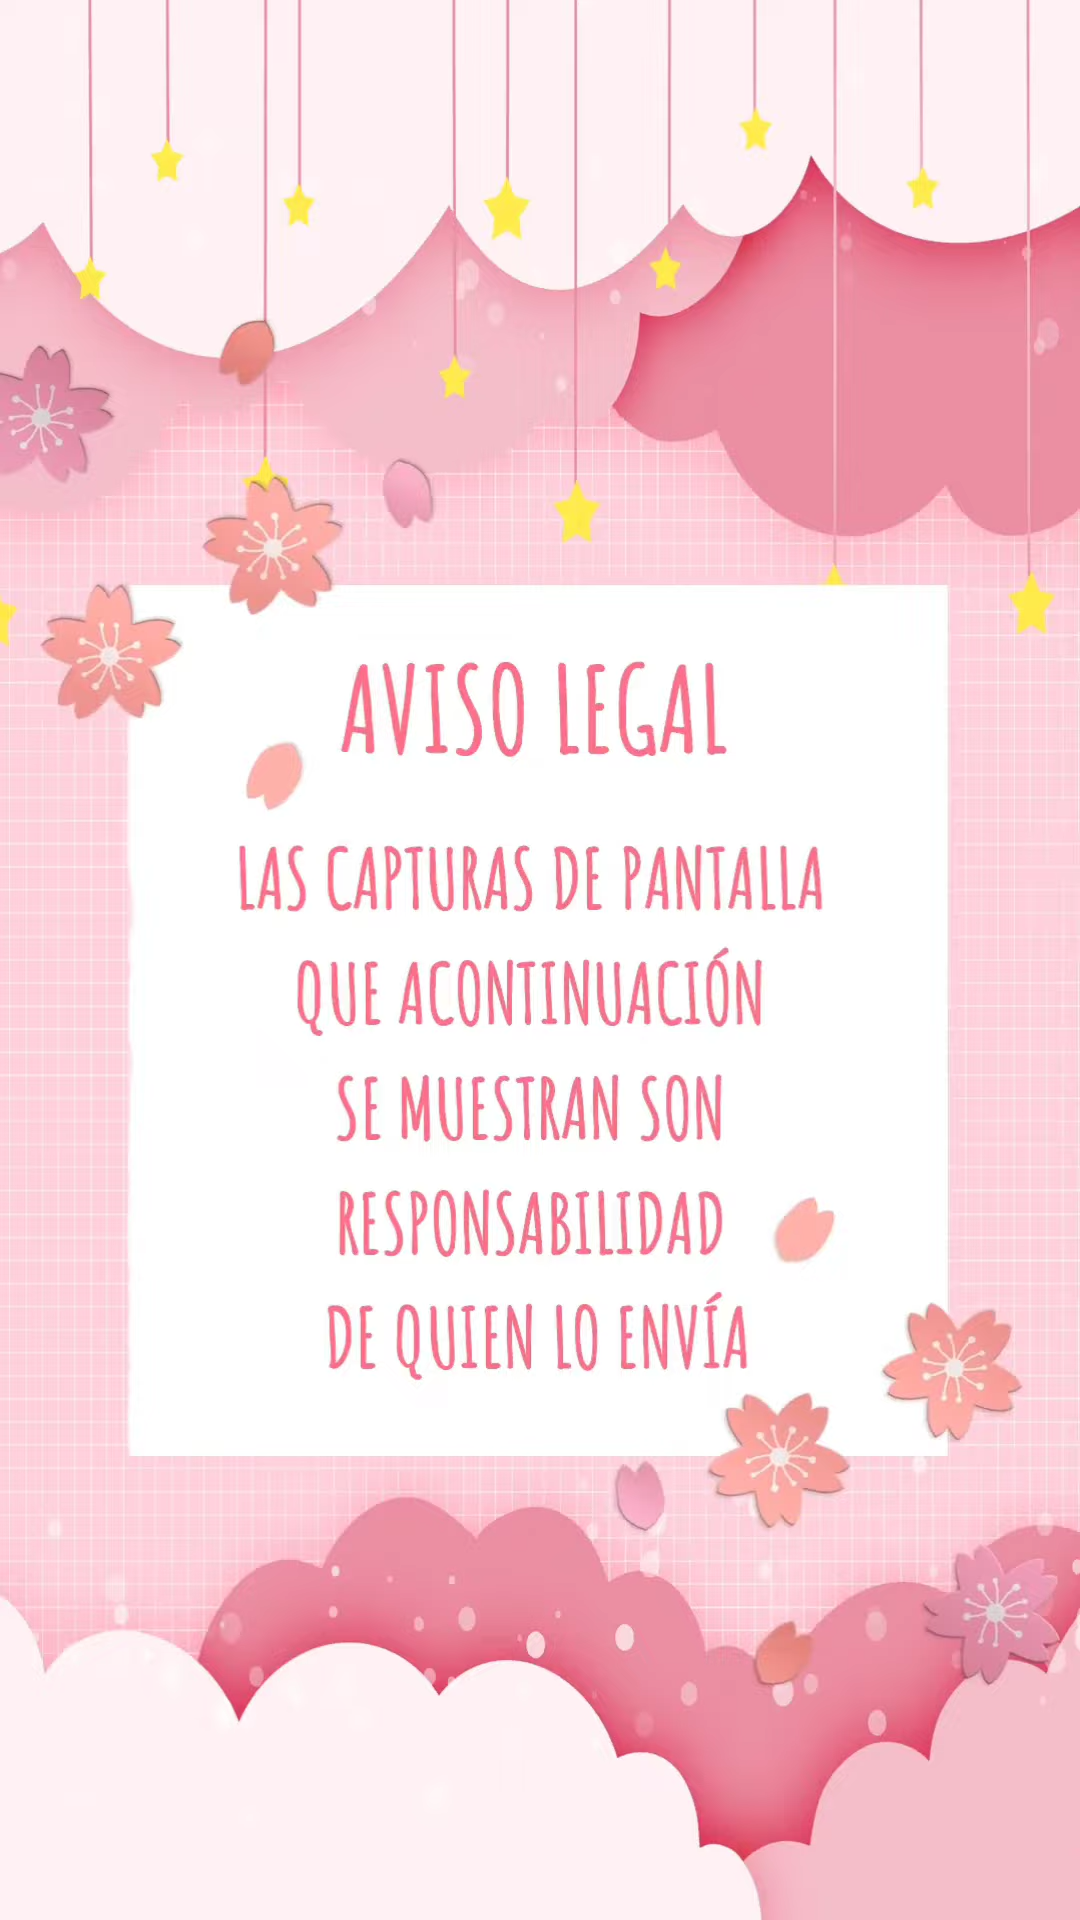 AVISO LEGAL
LAS CAPTURAS DE PANTALLA
QUE ACONTINUACIÓN
SE MUESTRAN SON
RESPONSABILIDAD
DE QUIEN LO ENVÍA